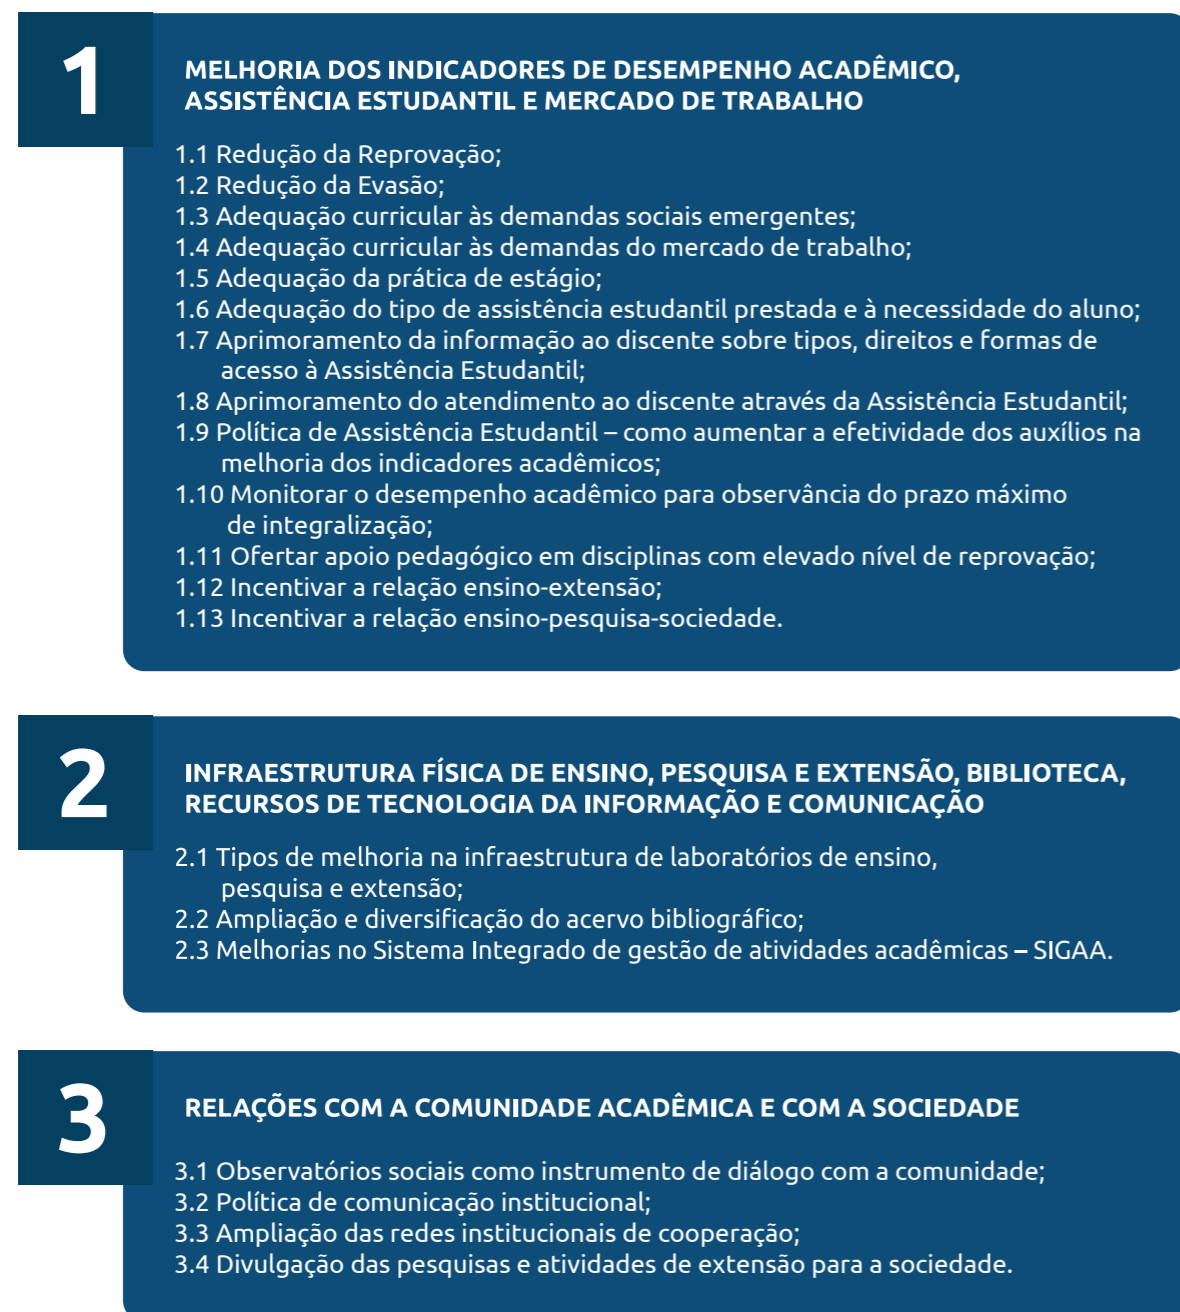 1
MELHORIA DOS INDICADORES DE DESEMPENHO ACADÊMICO,
ASSISTÊNCIA ESTUDANTIL E MERCADO DE TRABALHO
1.1 Redução da Reprovação;
1.2 Redução da Evasão;
1.3 Adequação curricular às demandas sociais emergentes;
1.4 Adequação curricular às demandas do mercado de trabalho;
1.5 Adequação da prática de estágio;
1.6 Adequação do tipo de assistência estudantil prestada e à necessidade do aluno;
1.7 Aprimoramento da informação ao discente sobre tipos, direitos e formas de
acesso à Assistência Estudantil;
1.8 Aprimoramento do atendimento ao discente através da Assistência Estudantil;
1.9 Política de Assistência Estudantil – como aumentar a efetividade dos auxílios na
melhoria dos indicadores acadêmicos;
1.10 Monitorar o desempenho acadêmico para observância do prazo máximo
de integralização;
1.11 Ofertar apoio pedagógico em disciplinas com elevado nível de reprovação;
1.12 Incentivar a relação ensino-extensão;
1.13 Incentivar a relação ensino-pesquisa-sociedade.
2
INFRAESTRUTURA FÍSICA DE ENSINO, PESQUISA E EXTENSÃO, BIBLIOTECA,
RECURSOS DE TECNOLOGIA DA INFORMAÇÃO E COMUNICAÇÃO
2.1 Tipos de melhoria na infraestrutura de laboratórios de ensino,
pesquisa e extensão;
2.2 Ampliação e diversificação do acervo bibliográfico;
2.3 Melhorias no Sistema Integrado de gestão de atividades acadêmicas – SIGAA.
3
RELAÇÕES COM A COMUNIDADE ACADÊMICA E COM A SOCIEDADE
3.1 Observatórios sociais como instrumento de diálogo com a comunidade;
3.2 Política de comunicação institucional;
3.3 Ampliação das redes institucionais de cooperação;
3.4 Divulgação das pesquisas e atividades de extensão para a sociedade.